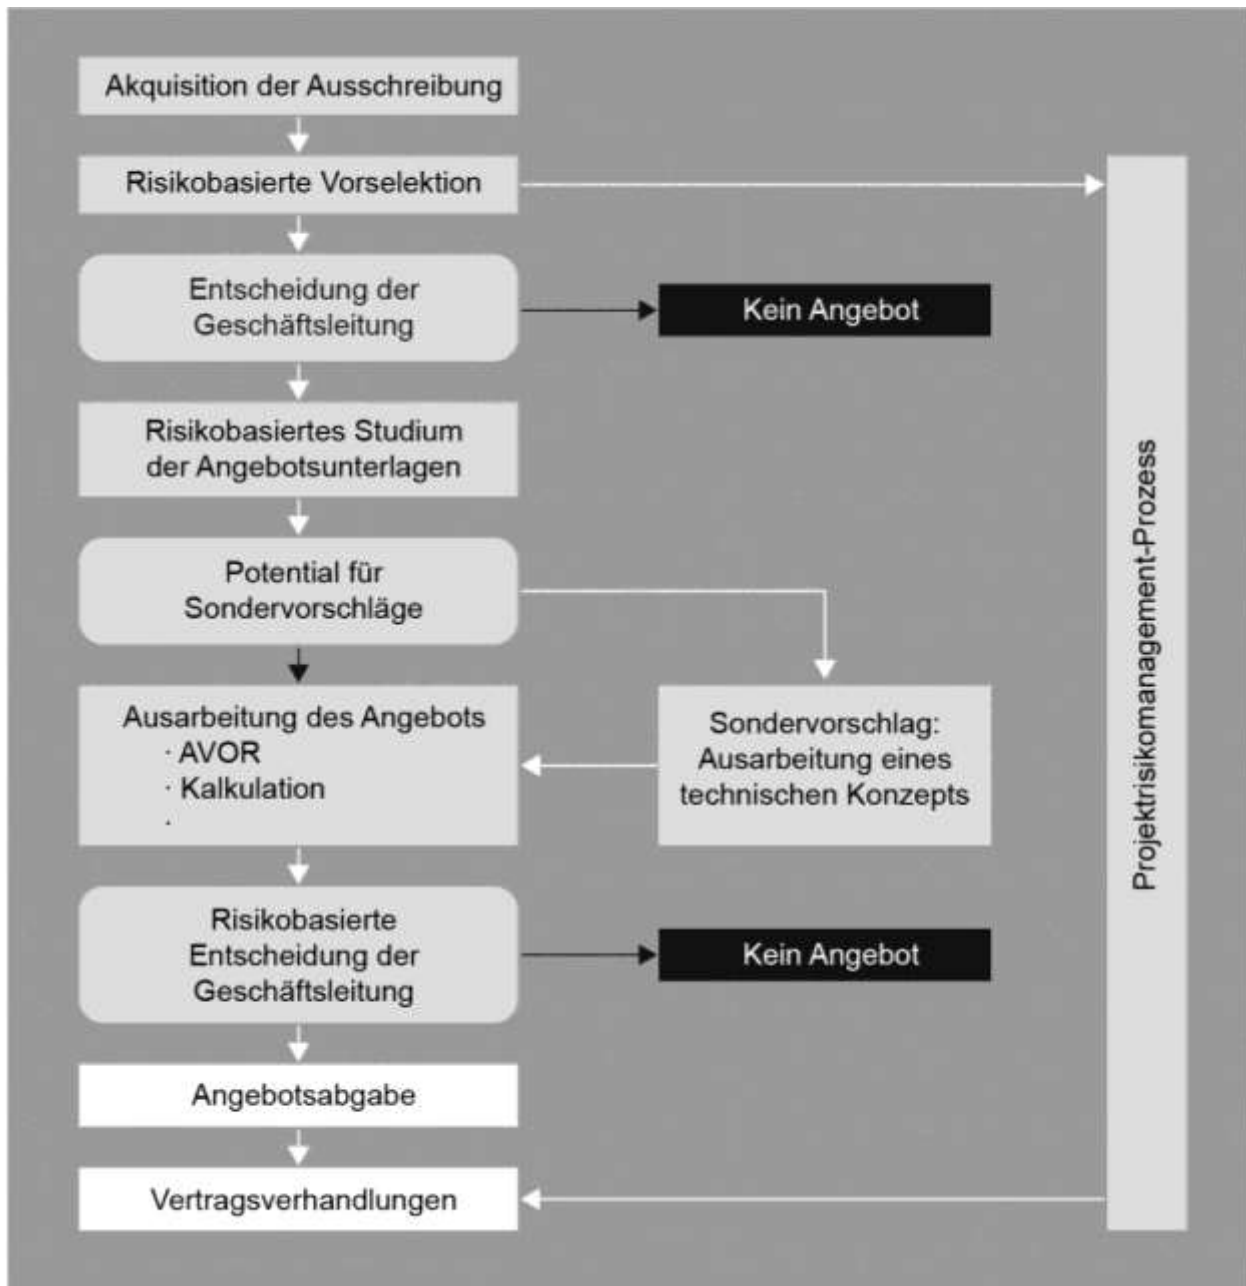 Akquisition der Ausschreibung
Risikobasierte Vorselektion
Entscheidung der
Geschäftsleitung
Kein Angebot
Risikobasiertes Studium
der Angebotsunterlagen
Potential für
Sondervorschläge
Ausarbeitung des Angebots
· AVOR
· Kalkulation
·
Sondervorschlag:
Ausarbeitung eines
technischen Konzepts
Risikobasierte
Entscheidung der
Geschäftsleitung
Kein Angebot
Angebotsabgabe
Vertragsverhandlungen
Projektrisikomanagement-Prozess